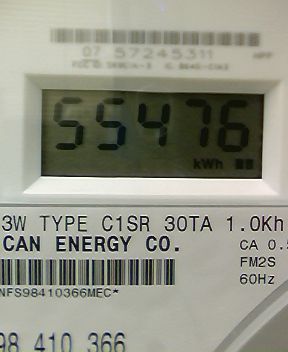 07 57245311
55476
kWh
3W TYPE C1SR 30TA 1.0Kh
CAN ENERGY CO.
CA 0.5
FM2S
60Hz
NFS98410366MEC*
98 410 366